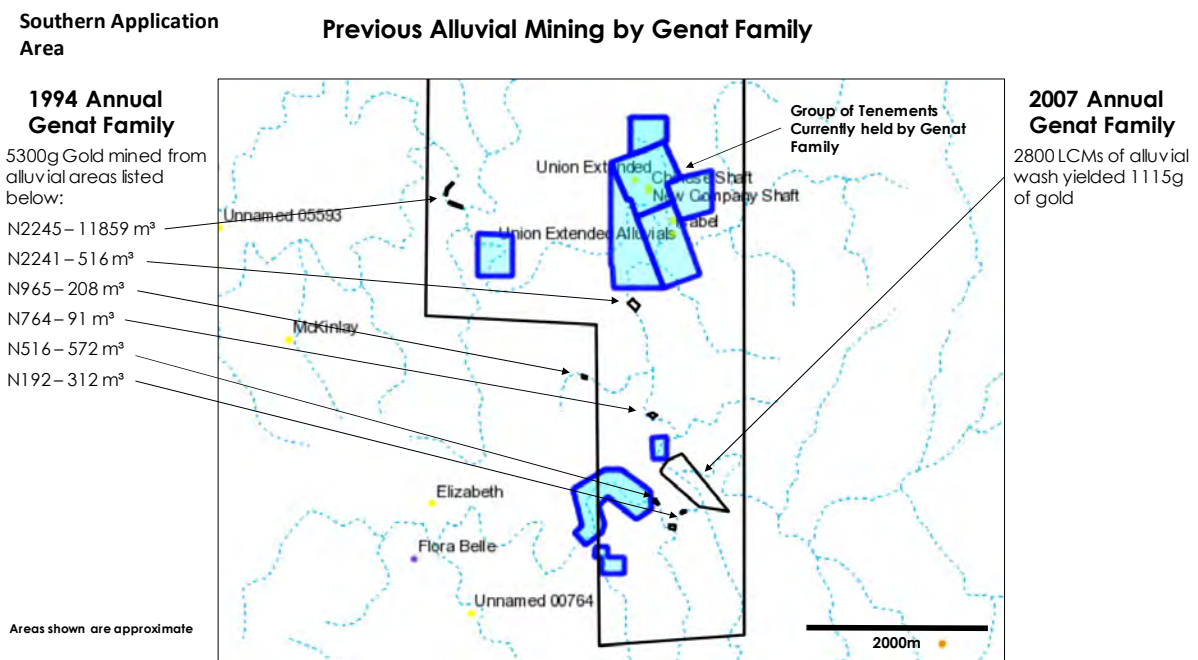 Southern Application
Area
Previous Alluvial Mining by Genat Family
1994 Annual
Genat Family
5300g Gold mined from
alluvial areas listed
below:
N2245 – 11859 m³
N2241 – 516 m³
N965 – 208 m³
N764 – 91 m³
N516 – 572 m³
N192 – 312 m³
Areas shown are approximate
Group of Tenements
Currently held by Genat
Family
Union Extended
Chinese Shaft
New Company Shaft
Union Extended Alluvials
Unnamed 05593
McKinlay
Elizabeth
Flora Belle
Unnamed 00764
2000m
2007 Annual
Genat Family
2800 LCMs of alluvial
wash yielded 1115g
of gold